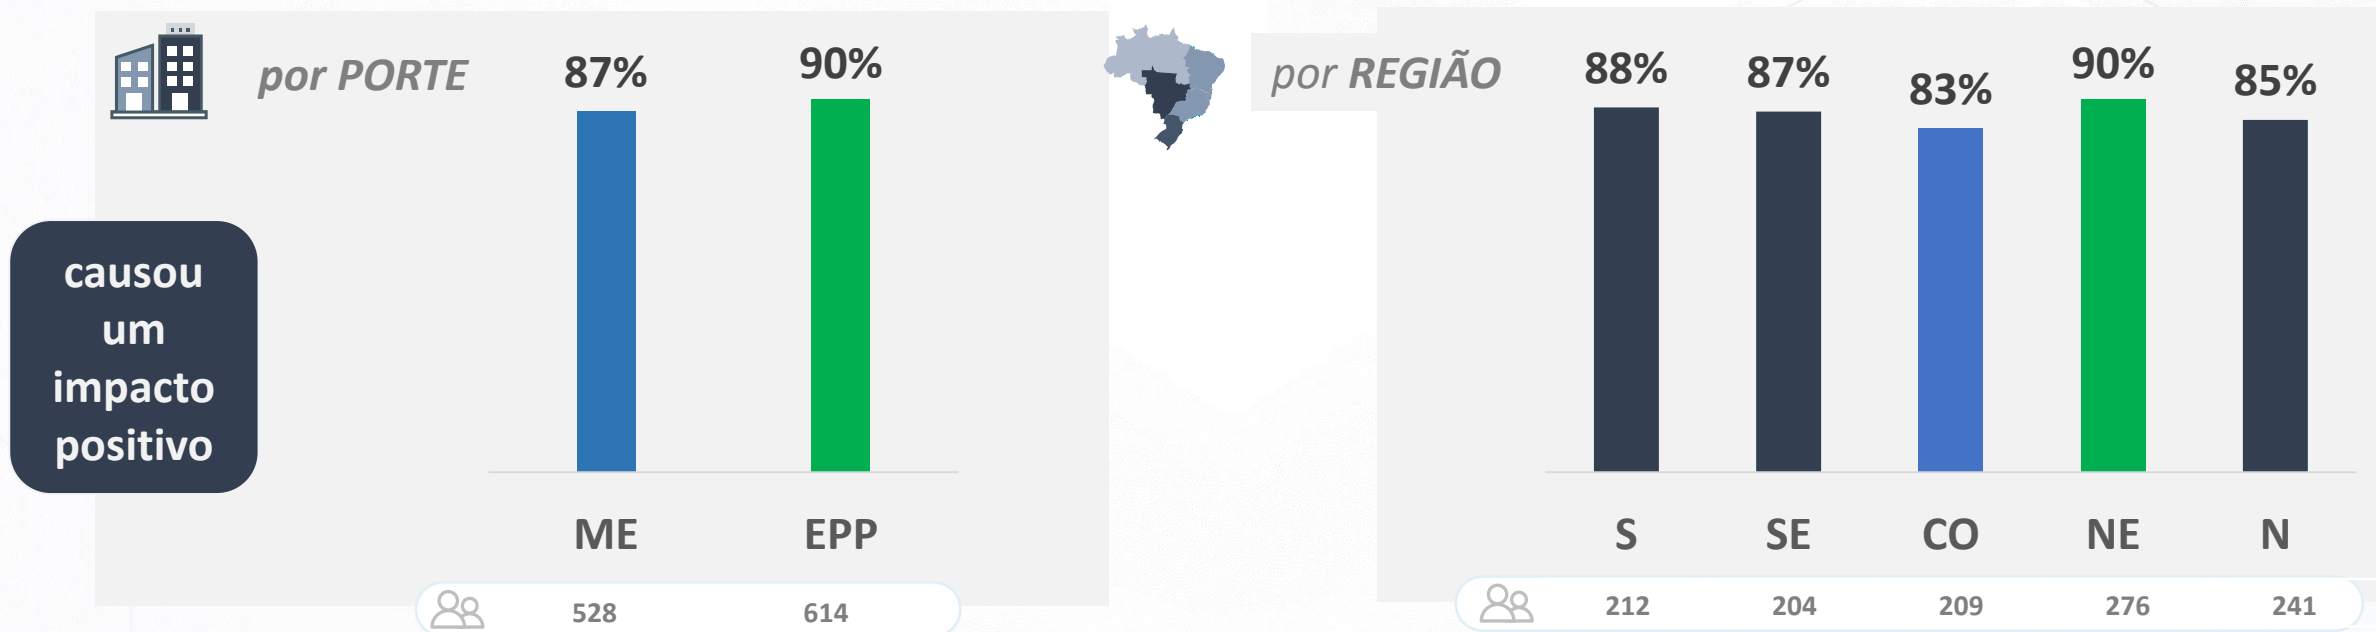 por PORTE
87%
90%
causou
um
impacto
positivo
ME
EPP
528
614
por REGIÃO
88%
87%
83%
90%
85%
S
SE
CO
NE
N
212
204
209
276
241